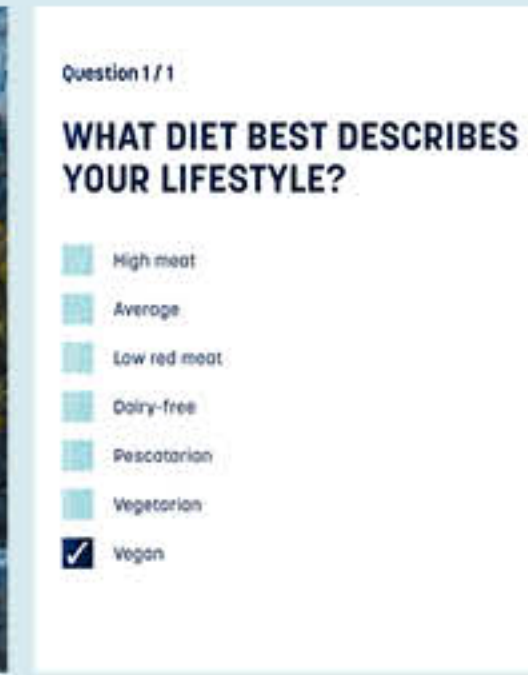 Question 1 / 1
WHAT DIET BEST DESCRIBES
YOUR LIFESTYLE?
High meat
Average
Low red meat
Dairy-free
Pescatarian
Vegetarian
Vegan